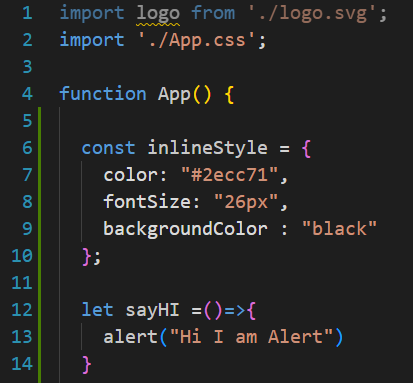 1 import logo from './logo.svg';
2 import './App.css';
3
4 function App() {
5
6 const inlineStyle = {
7 color: "#2ecc71",
8 fontSize: "26px",
9 backgroundColor : "black"
10 };
11
12 let sayHI =()=>{
13 alert("Hi I am Alert")
14 }